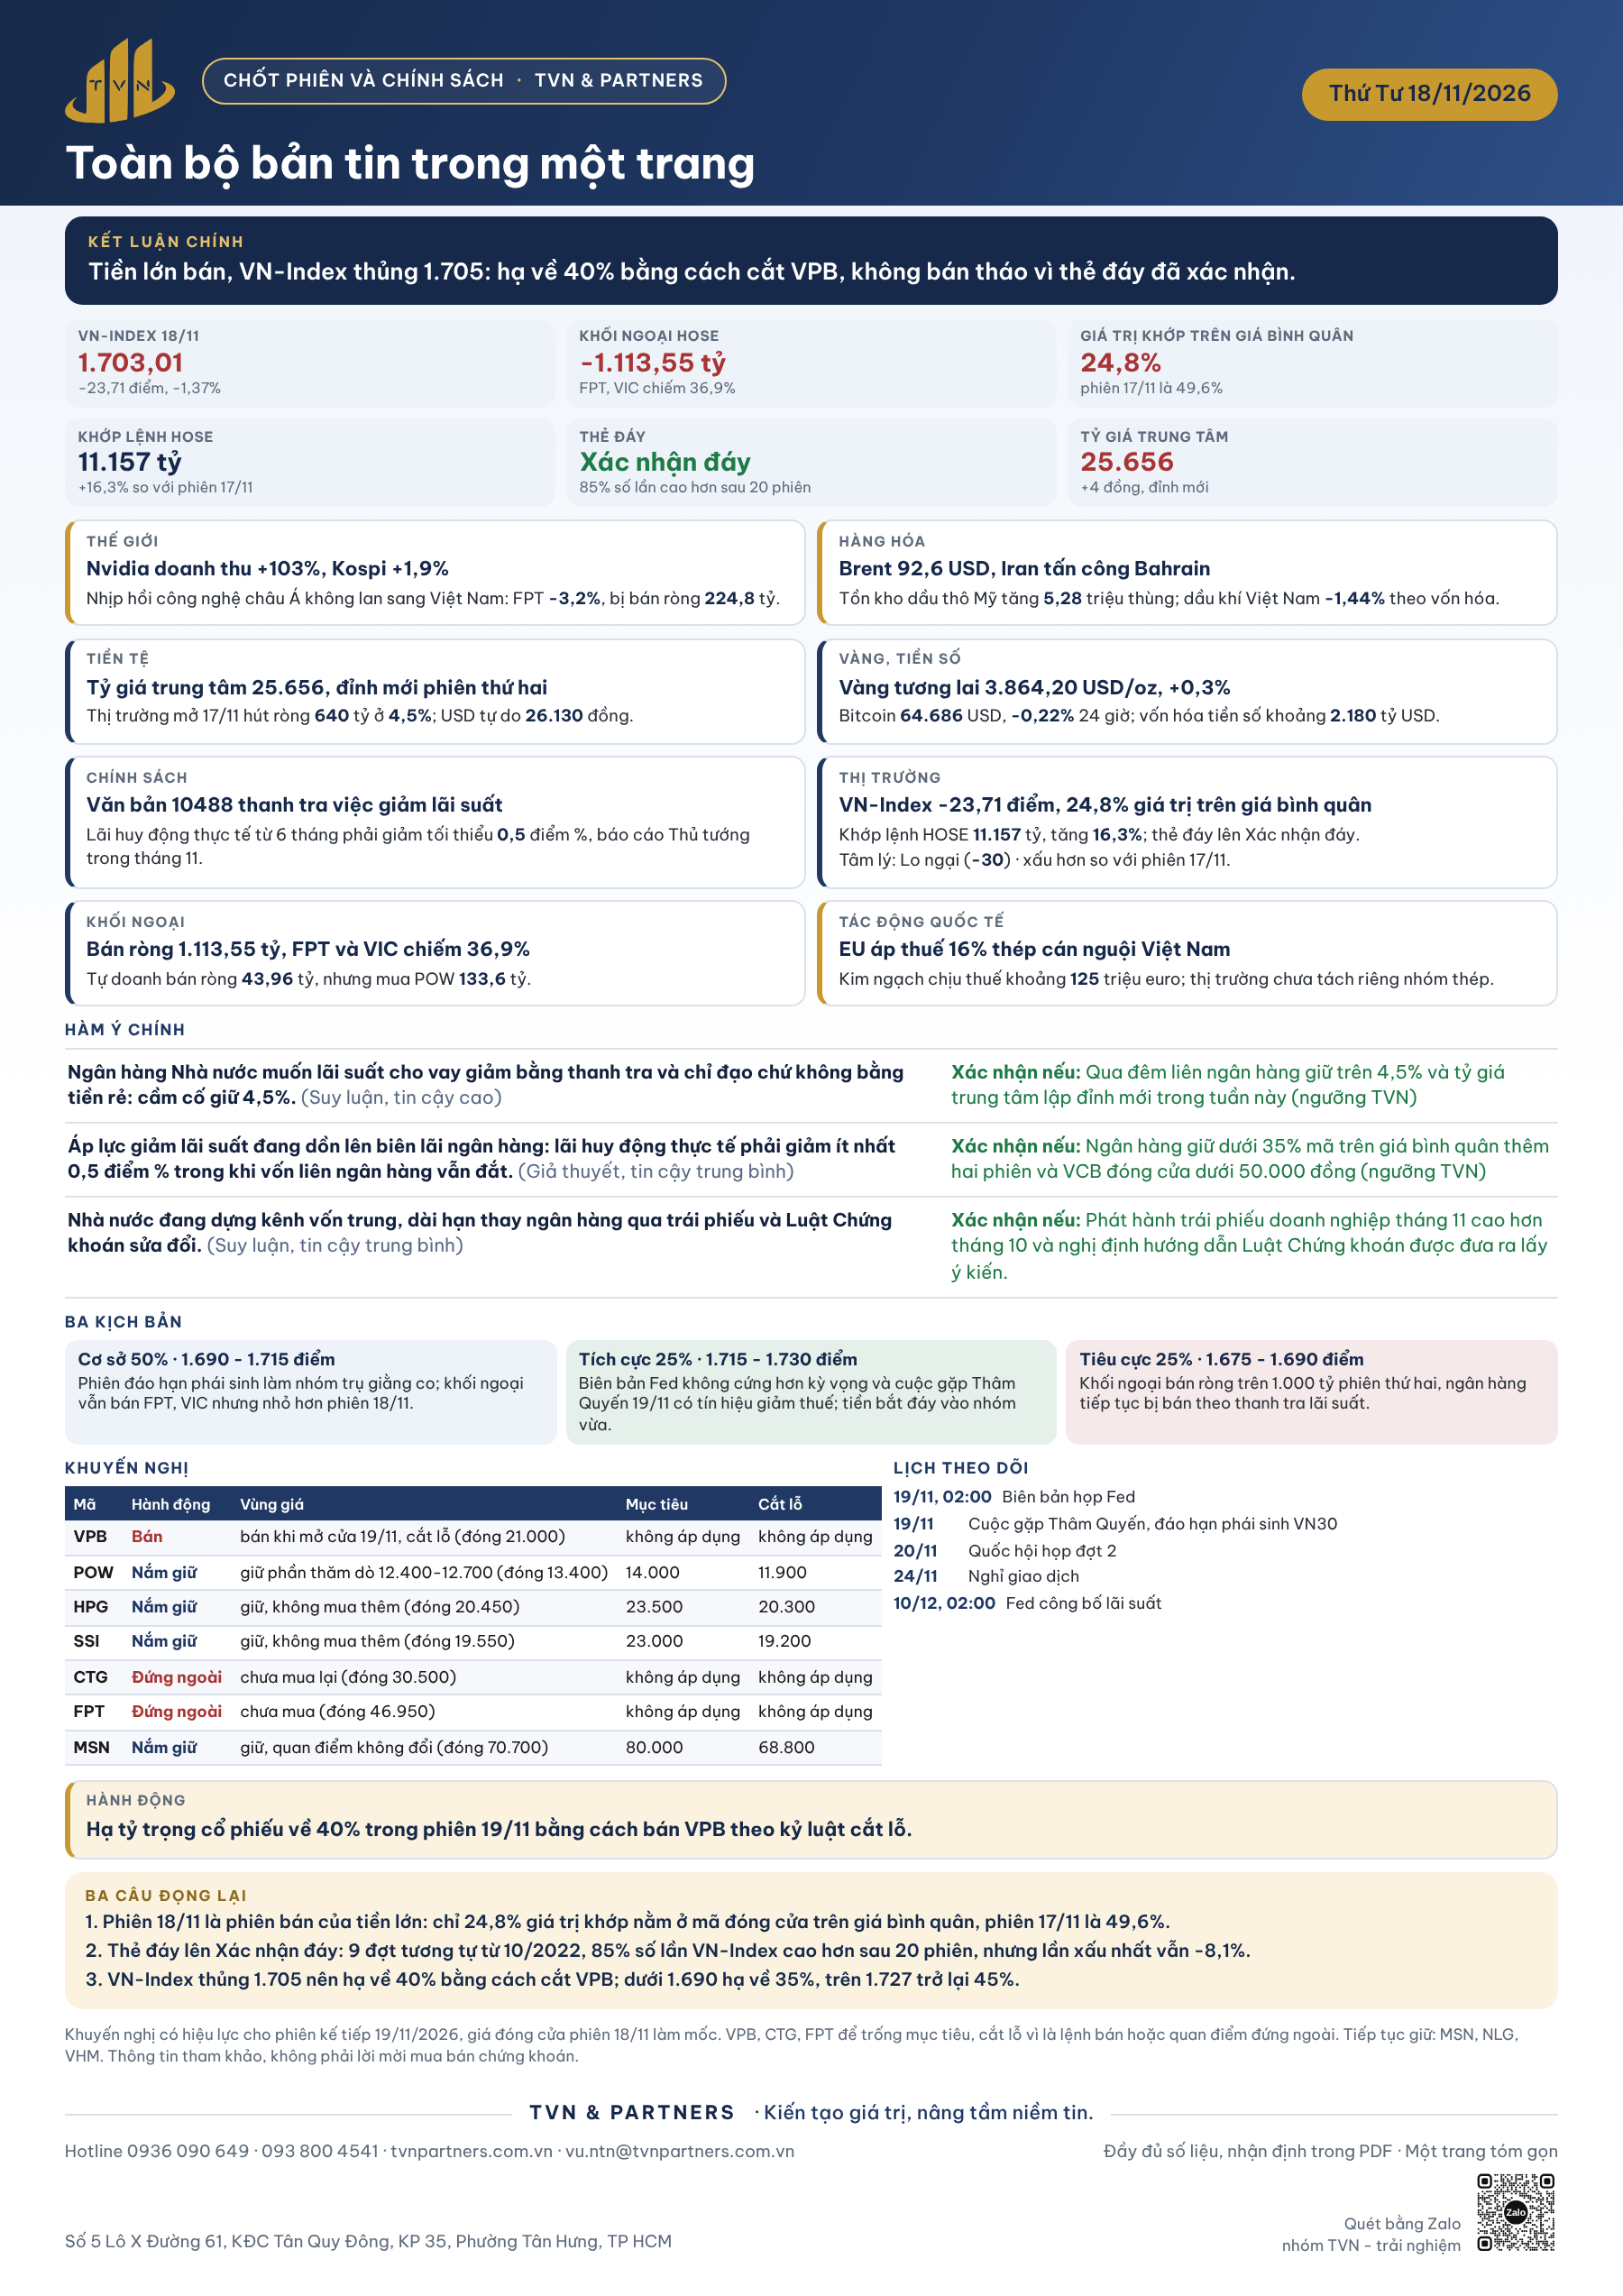 TVN
CHỐT PHIÊN VÀ CHÍNH SÁCH · TVN & PARTNERS
Thứ Tư 18/11/2026
Toàn bộ bản tin trong một trang
KẾT LUẬN CHÍNH
Tiền lớn bán, VN-Index thủng 1.705: hạ về 40% bằng cách cắt VPB, không bán tháo vì thẻ đáy đã xác nhận.
VN-INDEX 18/11
1.703,01
-23,71 điểm, -1,37%
KHỐI NGOẠI HOSE
-1.113,55 tỷ
FPT, VIC chiếm 36,9%
GIÁ TRỊ KHỚP TRÊN GIÁ BÌNH QUÂN
24,8%
phiên 17/11 là 49,6%
KHỚP LỆNH HOSE
11.157 tỷ
+16,3% so với phiên 17/11
THẺ ĐÁY
Xác nhận đáy
85% số lần cao hơn sau 20 phiên
TỶ GIÁ TRUNG TÂM
25.656
+4 đồng, đỉnh mới
THẾ GIỚI
Nvidia doanh thu +103%, Kospi +1,9%
Nhịp hồi công nghệ châu Á không lan sang Việt Nam: FPT -3,2%, bị bán ròng 224,8 tỷ.
HÀNG HÓA
Brent 92,6 USD, Iran tấn công Bahrain
Tồn kho dầu thô Mỹ tăng 5,28 triệu thùng; dầu khí Việt Nam -1,44% theo vốn hóa.
TIỀN TỆ
Tỷ giá trung tâm 25.656, đỉnh mới phiên thứ hai
Thị trường mở 17/11 hút ròng 640 tỷ ở 4,5%; USD tự do 26.130 đồng.
VÀNG, TIỀN SỐ
Vàng tương lai 3.864,20 USD/oz, +0,3%
Bitcoin 64.686 USD, -0,22% 24 giờ; vốn hóa tiền số khoảng 2.180 tỷ USD.
CHÍNH SÁCH
Văn bản 10488 thanh tra việc giảm lãi suất
Lãi huy động thực tế từ 6 tháng phải giảm tối thiểu 0,5 điểm %, báo cáo Thủ tướng
trong tháng 11.
THỊ TRƯỜNG
VN-Index -23,71 điểm, 24,8% giá trị trên giá bình quân
Khớp lệnh HOSE 11.157 tỷ, tăng 16,3%; thẻ đáy lên Xác nhận đáy.
Tâm lý: Lo ngại (-30) · xấu hơn so với phiên 17/11.
KHỐI NGOẠI
Bán ròng 1.113,55 tỷ, FPT và VIC chiếm 36,9%
Tự doanh bán ròng 43,96 tỷ, nhưng mua POW 133,6 tỷ.
TÁC ĐỘNG QUỐC TẾ
EU áp thuế 16% thép cán nguội Việt Nam
Kim ngạch chịu thuế khoảng 125 triệu euro; thị trường chưa tách riêng nhóm thép.
HÀM Ý CHÍNH
Ngân hàng Nhà nước muốn lãi suất cho vay giảm bằng thanh tra và chỉ đạo chứ không bằng
tiền rẻ: cầm cố giữ 4,5%. (Suy luận, tin cậy cao)
Xác nhận nếu: Qua đêm liên ngân hàng giữ trên 4,5% và tỷ giá
trung tâm lập đỉnh mới trong tuần này (ngưỡng TVN)
Áp lực giảm lãi suất đang dồn lên biên lãi ngân hàng: lãi huy động thực tế phải giảm ít nhất
0,5 điểm % trong khi vốn liên ngân hàng vẫn đắt. (Giả thuyết, tin cậy trung bình)
Xác nhận nếu: Ngân hàng giữ dưới 35% mã trên giá bình quân thêm
hai phiên và VCB đóng cửa dưới 50.000 đồng (ngưỡng TVN)
Nhà nước đang dựng kênh vốn trung, dài hạn thay ngân hàng qua trái phiếu và Luật Chứng
khoán sửa đổi. (Suy luận, tin cậy trung bình)
Xác nhận nếu: Phát hành trái phiếu doanh nghiệp tháng 11 cao hơn
tháng 10 và nghị định hướng dẫn Luật Chứng khoán được đưa ra lấy
ý kiến.
BA KỊCH BẢN
Cơ sở 50% · 1.690 - 1.715 điểm
Phiên đáo hạn phái sinh làm nhóm trụ giằng co; khối ngoại
vẫn bán FPT, VIC nhưng nhỏ hơn phiên 18/11.
Tích cực 25% · 1.715 - 1.730 điểm
Biên bản Fed không cứng hơn kỳ vọng và cuộc gặp Thâm
Quyến 19/11 có tín hiệu giảm thuế; tiền bắt đáy vào nhóm
vừa.
Tiêu cực 25% · 1.675 - 1.690 điểm
Khối ngoại bán ròng trên 1.000 tỷ phiên thứ hai, ngân hàng
tiếp tục bị bán theo thanh tra lãi suất.
KHUYẾN NGHỊ
Mã Hành động Vùng giá Mục tiêu Cắt lỗ
VPB Bán bán khi mở cửa 19/11, cắt lỗ (đóng 21.000) không áp dụng không áp dụng
POW Nắm giữ giữ phần thăm dò 12.400-12.700 (đóng 13.400) 14.000 11.900
HPG Nắm giữ giữ, không mua thêm (đóng 20.450) 23.500 20.300
SSI Nắm giữ giữ, không mua thêm (đóng 19.550) 23.000 19.200
CTG Đứng ngoài chưa mua lại (đóng 30.500) không áp dụng không áp dụng
FPT Đứng ngoài chưa mua (đóng 46.950) không áp dụng không áp dụng
MSN Nắm giữ giữ, quan điểm không đổi (đóng 70.700) 80.000 68.800
LỊCH THEO DÕI
19/11, 02:00 Biên bản họp Fed
19/11 Cuộc gặp Thâm Quyến, đáo hạn phái sinh VN30
20/11 Quốc hội họp đợt 2
24/11 Nghỉ giao dịch
10/12, 02:00 Fed công bố lãi suất
HÀNH ĐỘNG
Hạ tỷ trọng cổ phiếu về 40% trong phiên 19/11 bằng cách bán VPB theo kỷ luật cắt lỗ.
BA CÂU ĐỌNG LẠI
1. Phiên 18/11 là phiên bán của tiền lớn: chỉ 24,8% giá trị khớp nằm ở mã đóng cửa trên giá bình quân, phiên 17/11 là 49,6%.
2. Thẻ đáy lên Xác nhận đáy: 9 đợt tương tự từ 10/2022, 85% số lần VN-Index cao hơn sau 20 phiên, nhưng lần xấu nhất vẫn -8,1%.
3. VN-Index thủng 1.705 nên hạ về 40% bằng cách cắt VPB; dưới 1.690 hạ về 35%, trên 1.727 trở lại 45%.
Khuyến nghị có hiệu lực cho phiên kế tiếp 19/11/2026, giá đóng cửa phiên 18/11 làm mốc. VPB, CTG, FPT để trống mục tiêu, cắt lỗ vì là lệnh bán hoặc quan điểm đứng ngoài. Tiếp tục giữ: MSN, NLG,
VHM. Thông tin tham khảo, không phải lời mời mua bán chứng khoán.
TVN & PARTNERS · Kiến tạo giá trị, nâng tầm niềm tin.
Hotline 0936 090 649 · 093 800 4541 · tvnpartners.com.vn · vu.ntn@tvnpartners.com.vn
Đầy đủ số liệu, nhận định trong PDF · Một trang tóm gọn
Zalo
Quét bằng Zalo
nhóm TVN - trải nghiệm
Số 5 Lô X Đường 61, KĐC Tân Quy Đông, KP 35, Phường Tân Hưng, TP HCM